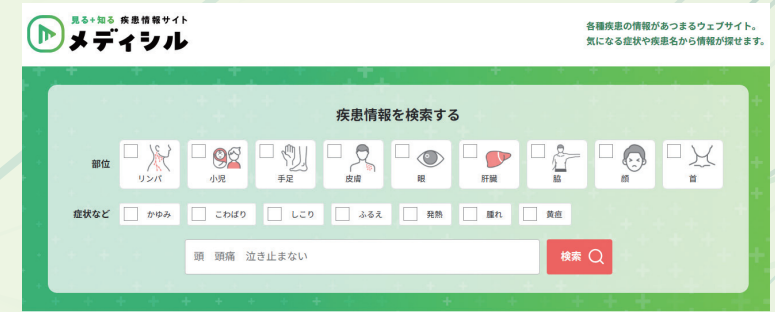 見る+知る 疾患情報サイト
メディシル
各種疾患の情報があつまるウェブサイト。
気になる症状や疾患名から情報が探せます。
疾患情報を検索する
部位
リンパ
小児
手足
皮膚
眼
肝臓
脇
顔
首
症状など
かゆみ
こわばり
しこり
ふるえ
発熱
腫れ
黄疸
頭 頭痛 泣き止まない
検索